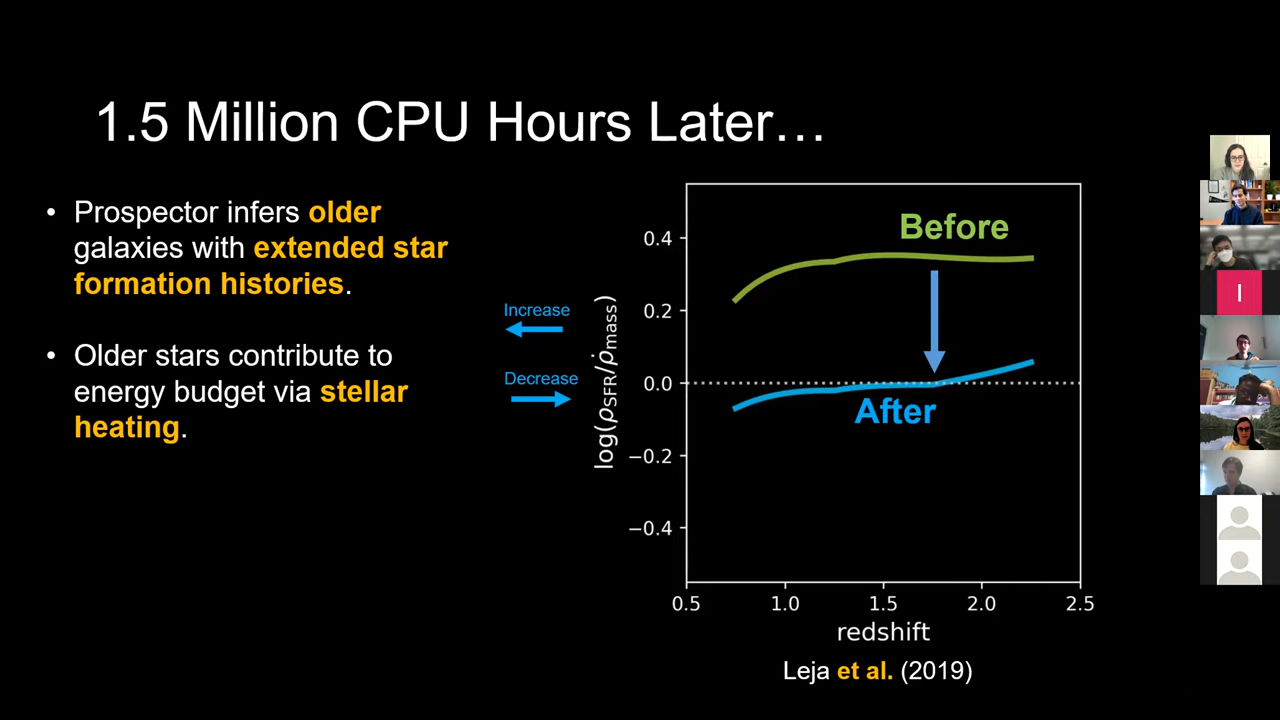 1.5 Million CPU Hours Later…
• Prospector infers older
galaxies with extended star
formation histories.
• Older stars contribute to
energy budget via stellar
heating.
Increase
Decrease
log(ρSFR/ρ̇mass)
0.4
0.2
0.0
−0.2
−0.4
Before
After
0.5 1.0 1.5 2.0 2.5
redshift
Leja et al. (2019)
I